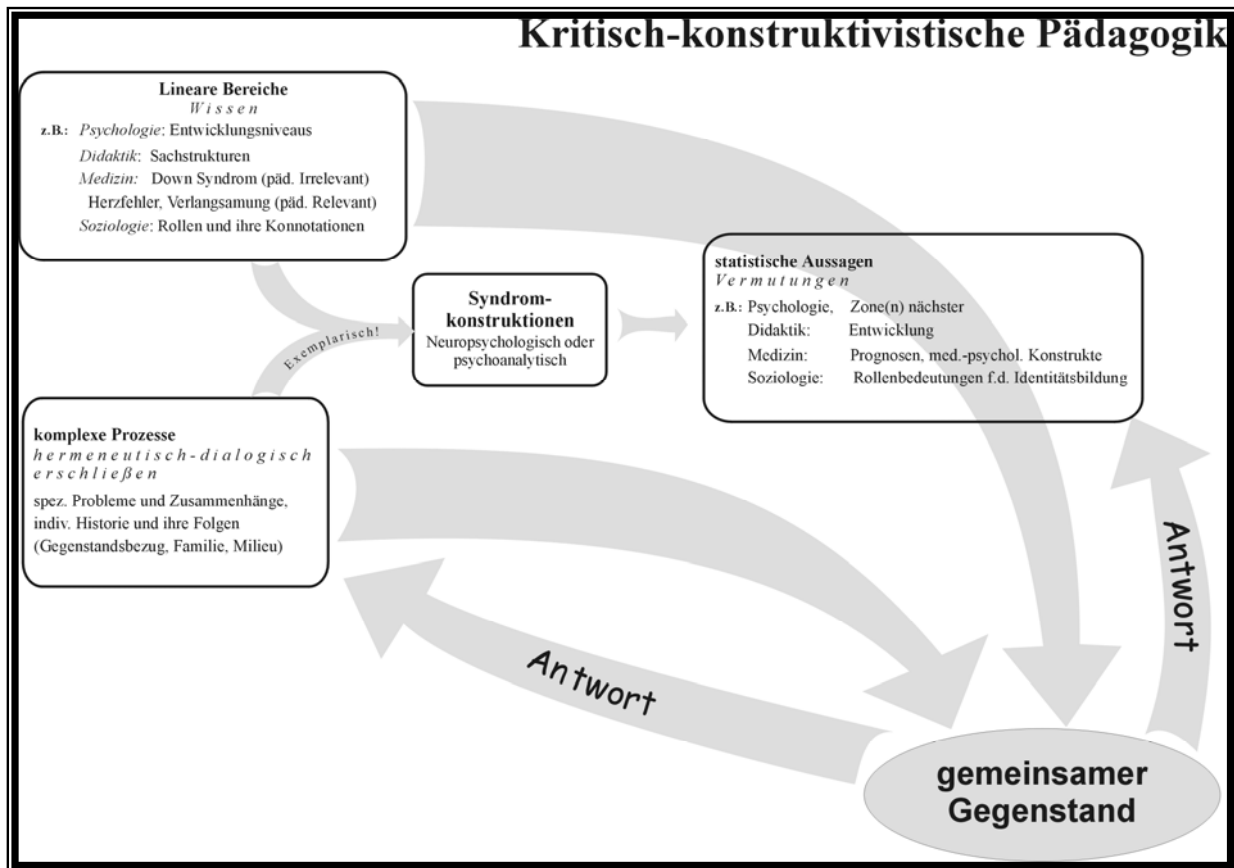 Kritisch-konstruktivistische Pädagogik
Lineare Bereiche
Wissen
z.B.: Psychologie: Entwicklungsniveaus
Didaktik: Sachstrukturen
Medizin: Down Syndrom (päd. Irrelevant)
Herzfehler, Verlangsamung (päd. Relevant)
Soziologie: Rollen und ihre Konnotationen
Exemplarisch!
Syndrom-
konstruktionen
Neuropsychologisch oder
psychoanalytisch
statistische Aussagen
Vermutungen
z.B.: Psychologie, Zone(n) nächster
Didaktik: Entwicklung
Medizin: Prognosen, med.-psychol. Konstrukte
Soziologie: Rollenbedeutungen f.d. Identitätsbildung
komplexe Prozesse
hermeneutisch-dialogisch
erschließen
spez. Probleme und Zusammenhänge,
indiv. Historie und ihre Folgen
(Gegenstandsbezug, Familie, Milieu)
Antwort
Antwort
gemeinsamer
Gegenstand